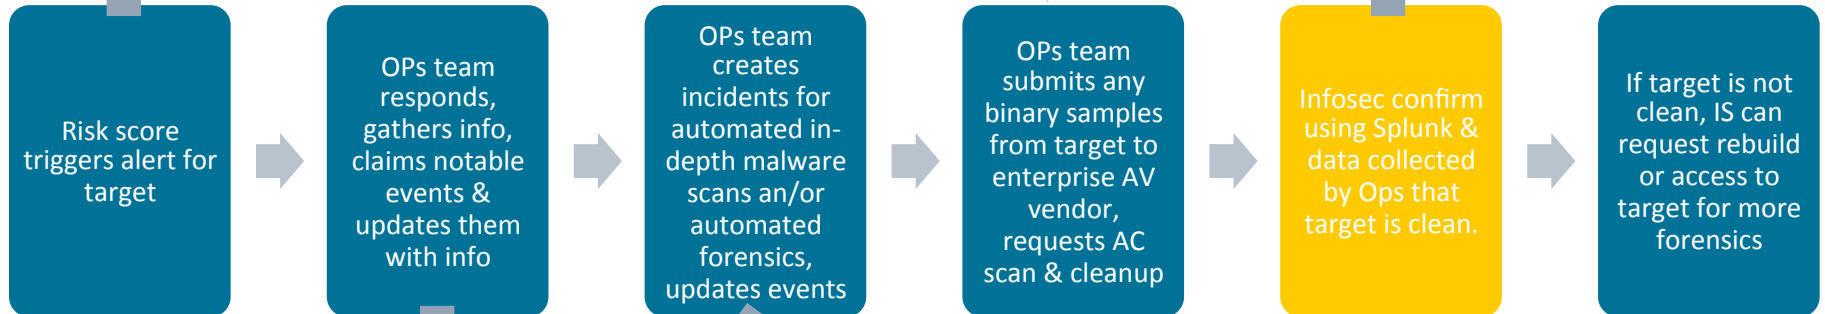 Risk score
triggers alert for
target
OPs team
responds,
gathers info,
claims notable
events &
updates them
with info
OPs team
creates
incidents for
automated in-
depth malware
scans an/or
automated
forensics,
updates events
OPs team
submits any
binary samples
from target to
enterprise AV
vendor,
requests AC
scan & cleanup
Infosec confirm
using Splunk &
data collected
by Ops that
target is clean.
If target is not
clean, IS can
request rebuild
or access to
target for more
forensics